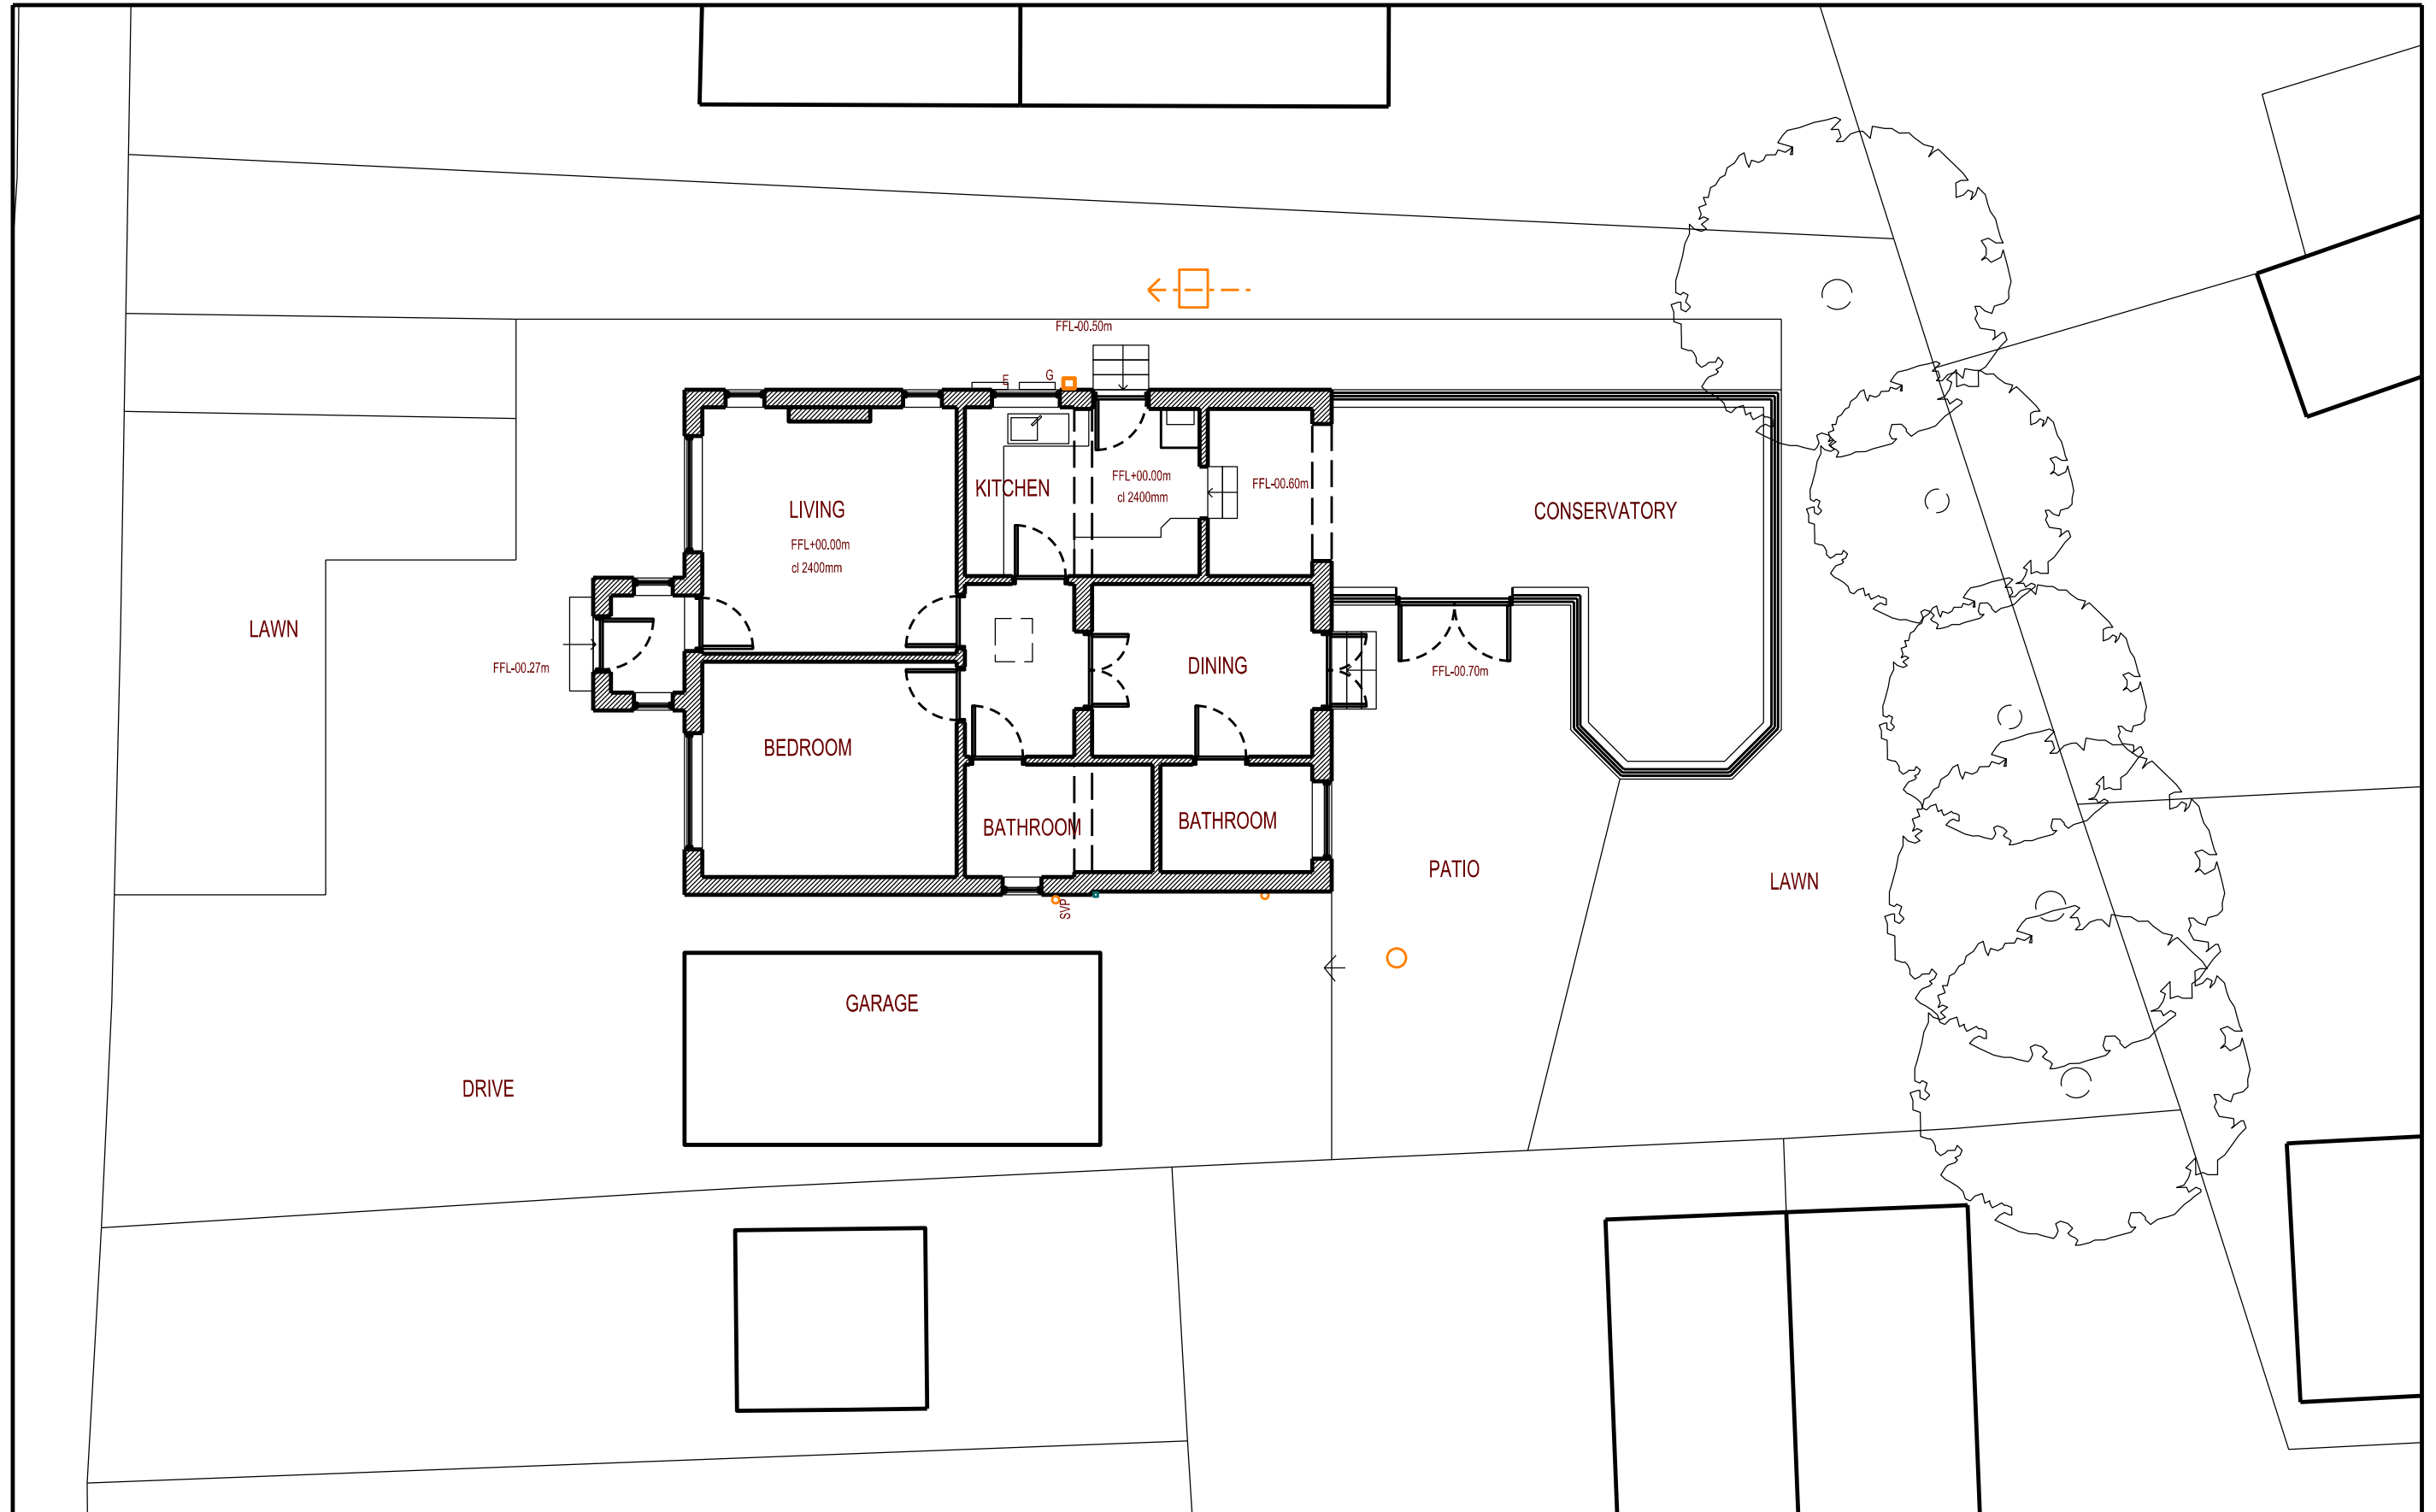 FFL-00.50m
E
G
KITCHEN
FFL+00.00m
cl 2400mm
FFL-00.60m
LIVING
FFL+00.00m
cl 2400mm
CONSERVATORY
LAWN
FFL-00.27m
DINING
FFL-00.70m
BEDROOM
BATHROOM
BATHROOM
PATIO
LAWN
SVP
GARAGE
DRIVE